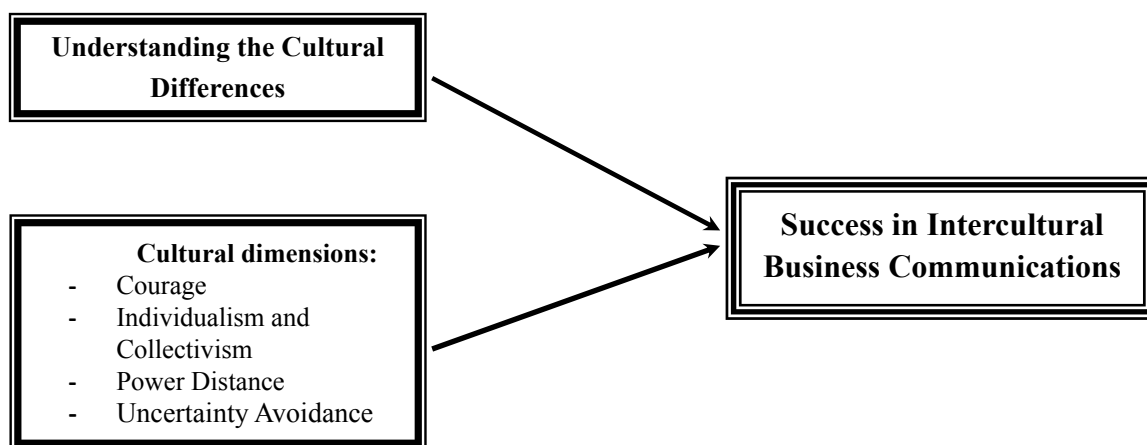 Understanding the Cultural
Differences
Cultural dimensions:
- Courage
- Individualism and
Collectivism
- Power Distance
- Uncertainty Avoidance
Success in Intercultural
Business Communications